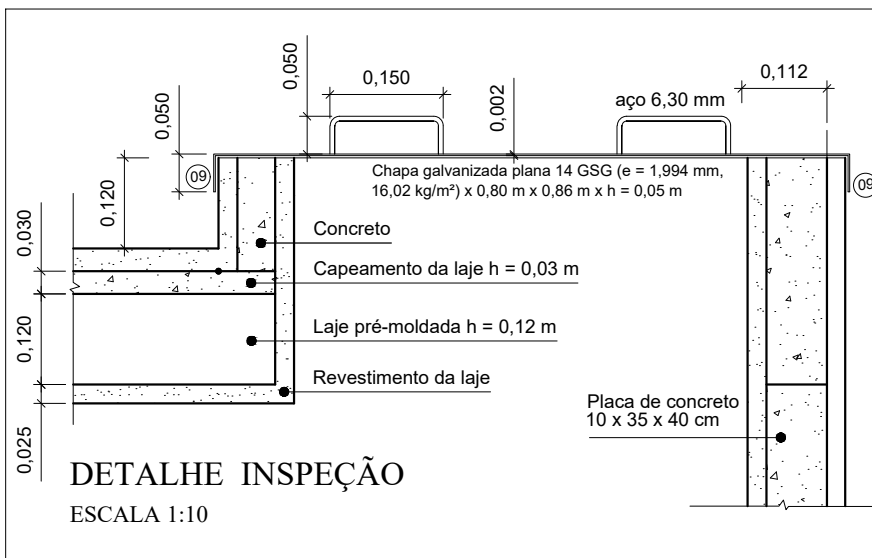 0,050
0,150
0,002
aço 6,30 mm
0,112
0,050
09
09
Chapa galvanizada plana 14 GSG (e = 1,994 mm,
16,02 kg/m²) x 0,80 m x 0,86 m x h = 0,05 m
0,120
Concreto
0,030
Capeamento da laje h = 0,03 m
0,120
Laje pré-moldada h = 0,12 m
Revestimento da laje
Placa de concreto
10 x 35 x 40 cm
0,025
DETALHE INSPEÇÃO
ESCALA 1:10